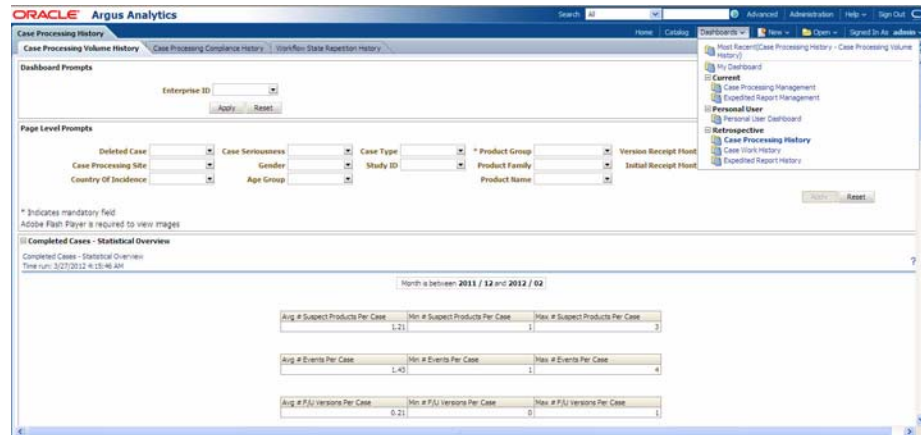 ORACLE® Argus Analytics
Search All Advanced Administration Help Sign Out
Case Processing History
Home Catalog Dashboards New Open Signed In As admin
Case Processing Volume History Case Processing Compliance History Workflow State Repetition History
Most Recent(Case Processing History - Case Processing Volume History)
My Dashboard
Current
Case Processing Management
Expedited Report Management
Personal User
Personal User Dashboard
Retrospective
Case Processing History
Case Work History
Expedited Report History
Dashboard Prompts
Enterprise ID
Apply Reset
Page Level Prompts
Deleted Case Case Seriousness Case Type * Product Group Version Receipt Mont
Case Processing Site Gender Study ID Product Family Initial Receipt Mont
Country Of Incidence Age Group Product Name
Apply Reset
* Indicates mandatory field
Adobe Flash Player is required to view images
Completed Cases - Statistical Overview
Completed Cases - Statistical Overview
Time run: 3/27/2012 4:15:46 AM
?
Month is between 2011 / 12 and 2012 / 02
Avg # Suspect Products Per Case Min # Suspect Products Per Case Max # Suspect Products Per Case
1.21 1 3
Avg # Events Per Case Min # Events Per Case Max # Events Per Case
1.43 1 4
Avg # F/U Versions Per Case Min # F/U Versions Per Case Max # F/U Versions Per Case
0.21 0 1